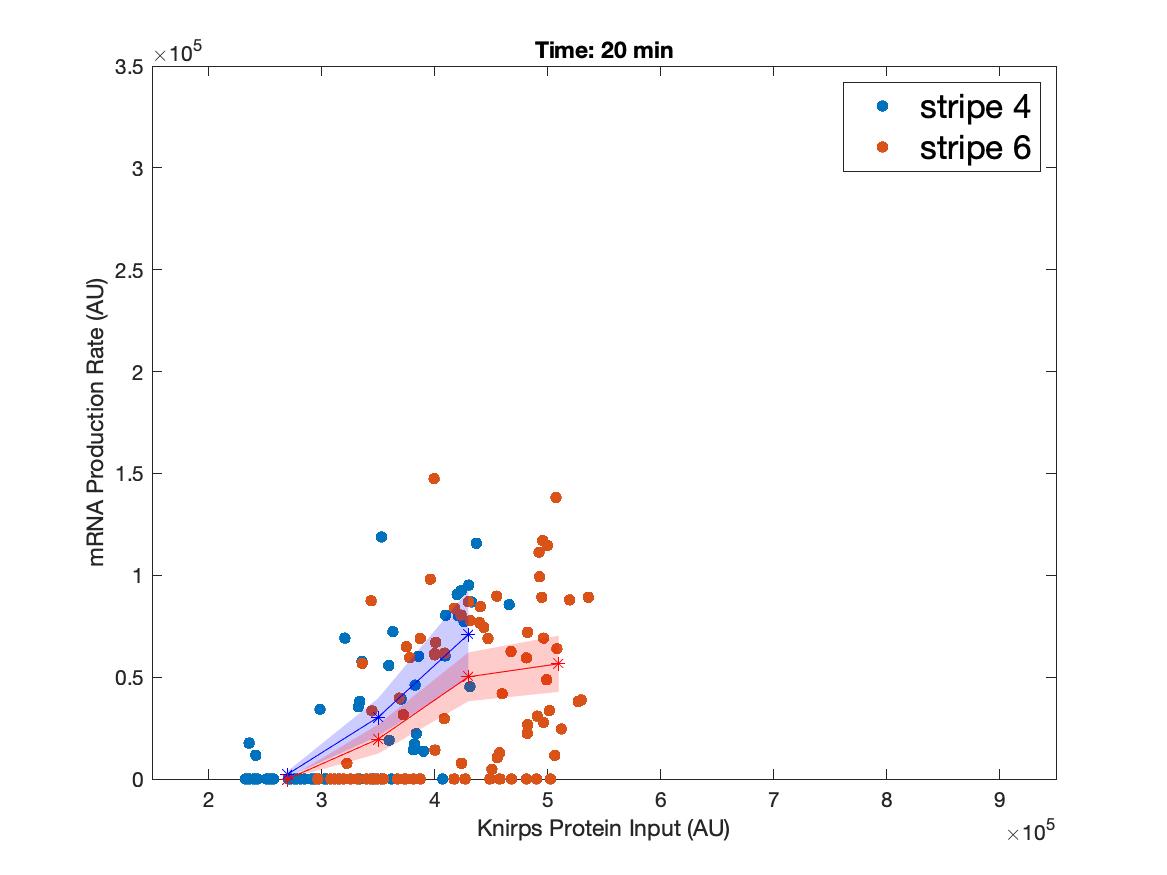 Time: 20 min
×10^5
3.5
3
2.5
2
1.5
1
0.5
0
mRNA Production Rate (AU)
stripe 4
stripe 6
2 3 4 5 6 7 8 9
Knirps Protein Input (AU)
×10^5